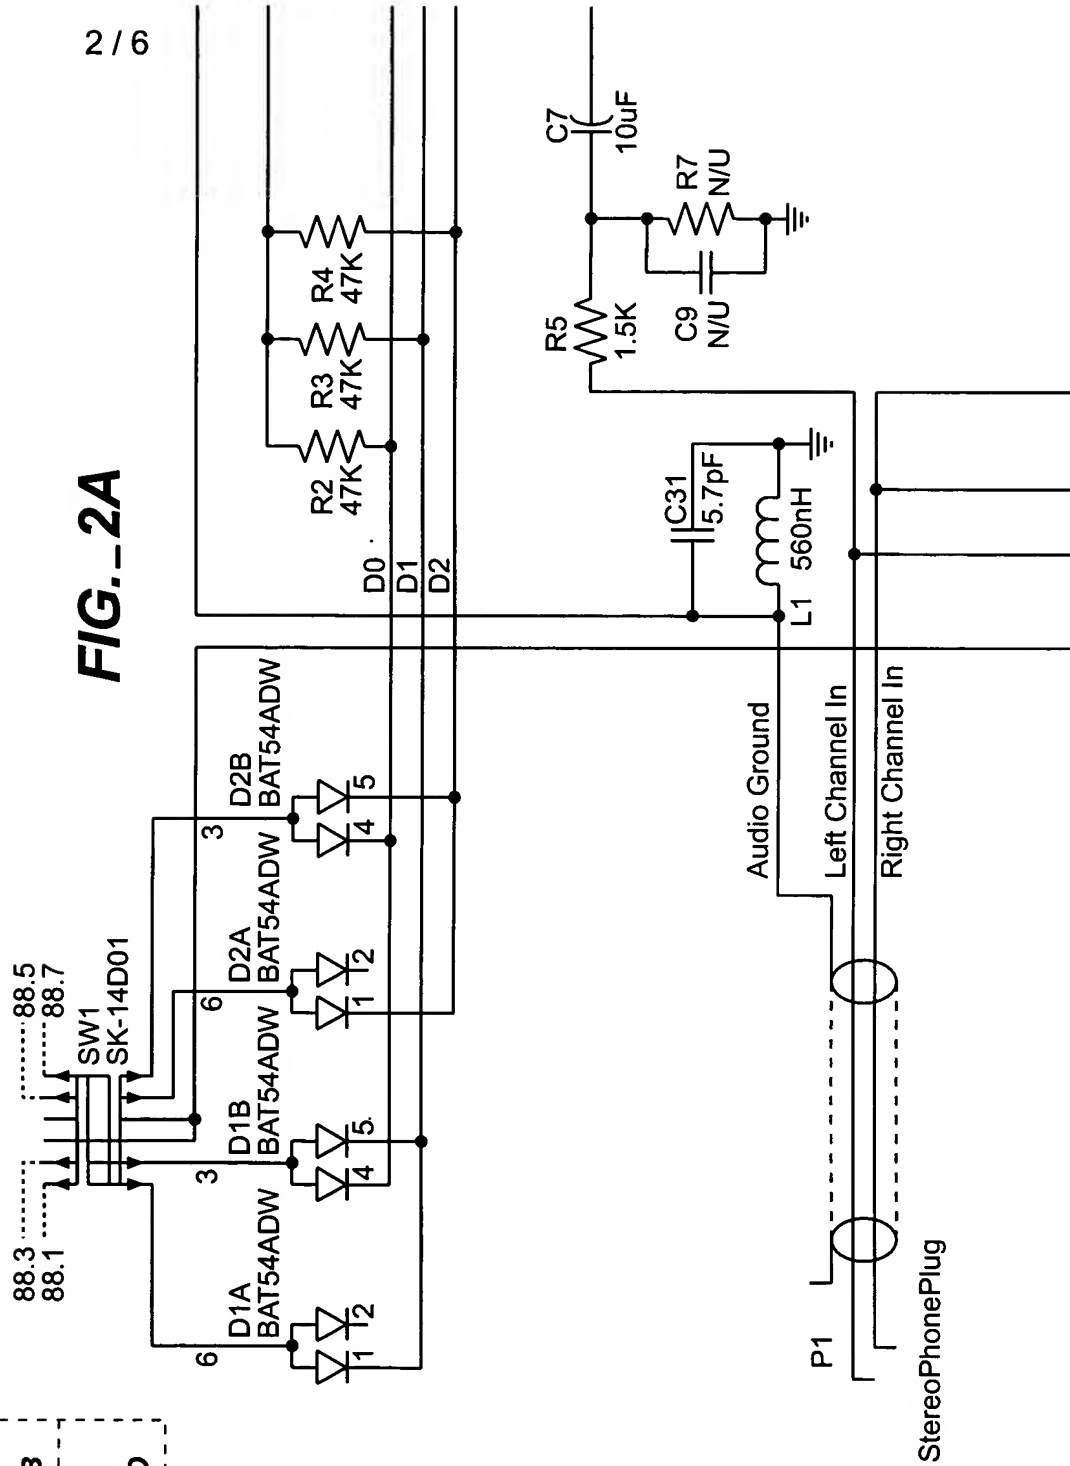 2 / 6
FIG._2A
88.3
88.1
88.5
88.7
SW1
SK-14D01
6
3
6
3
D1A
BAT54ADW
D1B
BAT54ADW
D2A
BAT54ADW
D2B
BAT54ADW
1
2
4
5
1
2
4
5
D0
D1
D2
R2
47K
R3
47K
R4
47K
C7
10uF
R5
1.5K
R7
N/U
C9
N/U
C31
5.7pF
560nH
L1
Audio Ground
Left Channel In
Right Channel In
P1
StereoPhonePlug